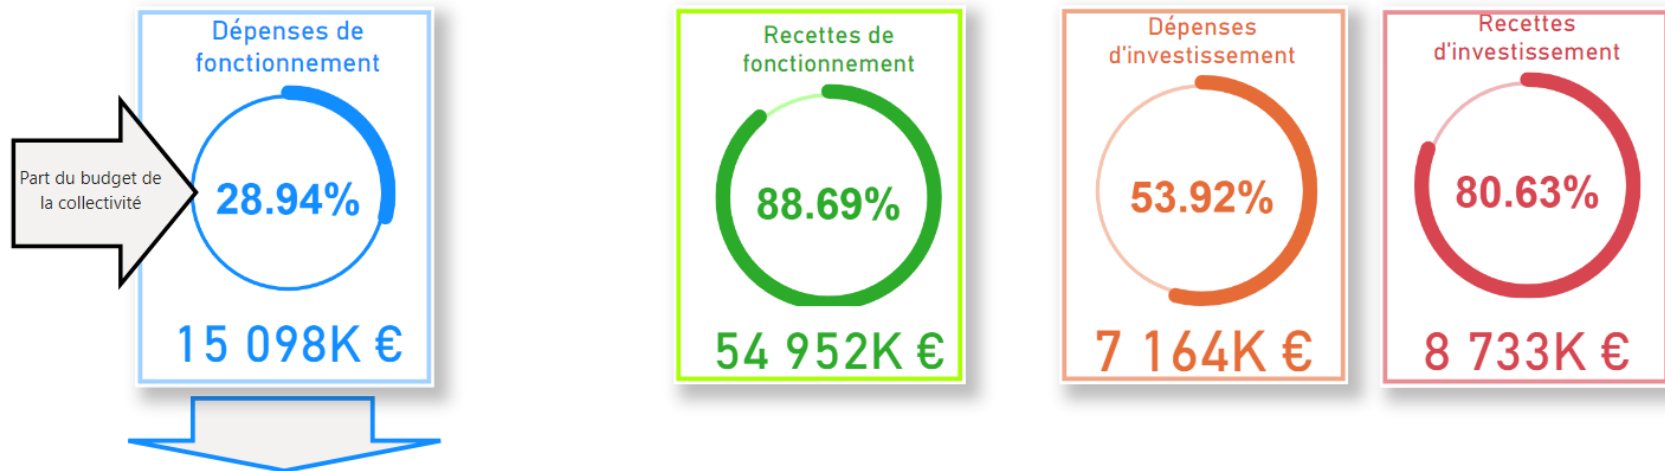 Part du budget de
la collectivité
Dépenses de
fonctionnement
28.94%
15 098K €
Recettes de
fonctionnement
88.69%
54 952K €
Dépenses
d'investissement
53.92%
7 164K €
Recettes
d'investissement
80.63%
8 733K €